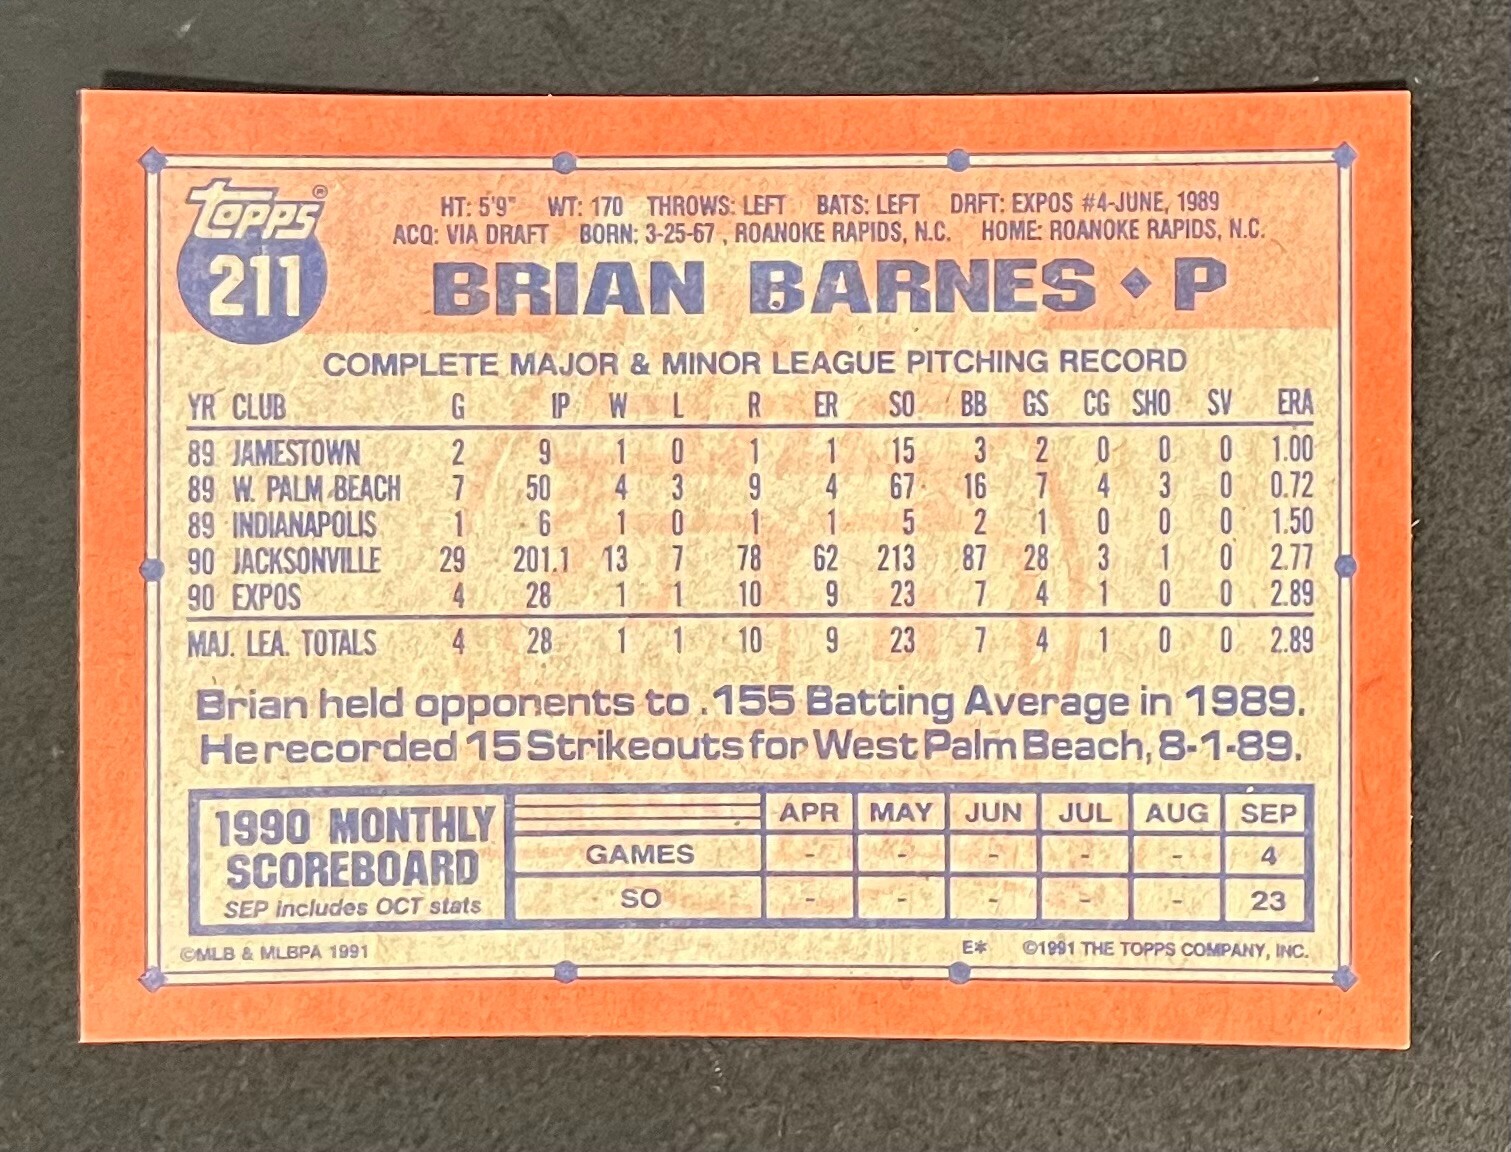 topps®
211
HT: 5'9" WT: 170 THROWS: LEFT BATS: LEFT DRFT: EXPOS #4-JUNE, 1989
ACQ: VIA DRAFT BORN: 3-25-67, ROANOKE RAPIDS, N.C. HOME: ROANOKE RAPIDS, N.C.
BRIAN BARNES ♦ P
COMPLETE MAJOR & MINOR LEAGUE PITCHING RECORD
YR CLUB G IP W L R ER SO BB GS CG SHO SV ERA
89 JAMESTOWN 2 9 1 0 1 1 15 3 2 0 0 0 1.00
89 W. PALM BEACH 7 50 4 3 9 4 67 16 7 4 3 0 0.72
89 INDIANAPOLIS 1 6 1 0 1 1 5 2 1 0 0 0 1.50
90 JACKSONVILLE 29 201.1 13 7 78 62 213 87 28 3 1 0 2.77
90 EXPOS 4 28 1 1 10 9 23 7 4 1 0 0 2.89
MAJ. LEA. TOTALS 4 28 1 1 10 9 23 7 4 1 0 0 2.89
Brian held opponents to .155 Batting Average in 1989.
He recorded 15 Strikeouts for West Palm Beach, 8-1-89.
1990 MONTHLY SCOREBOARD
SEP includes OCT stats
APR MAY JUN JUL AUG SEP
GAMES - - - - - 4
SO - - - - - 23
©MLB & MLBPA 1991 E* ©1991 THE TOPPS COMPANY, INC.